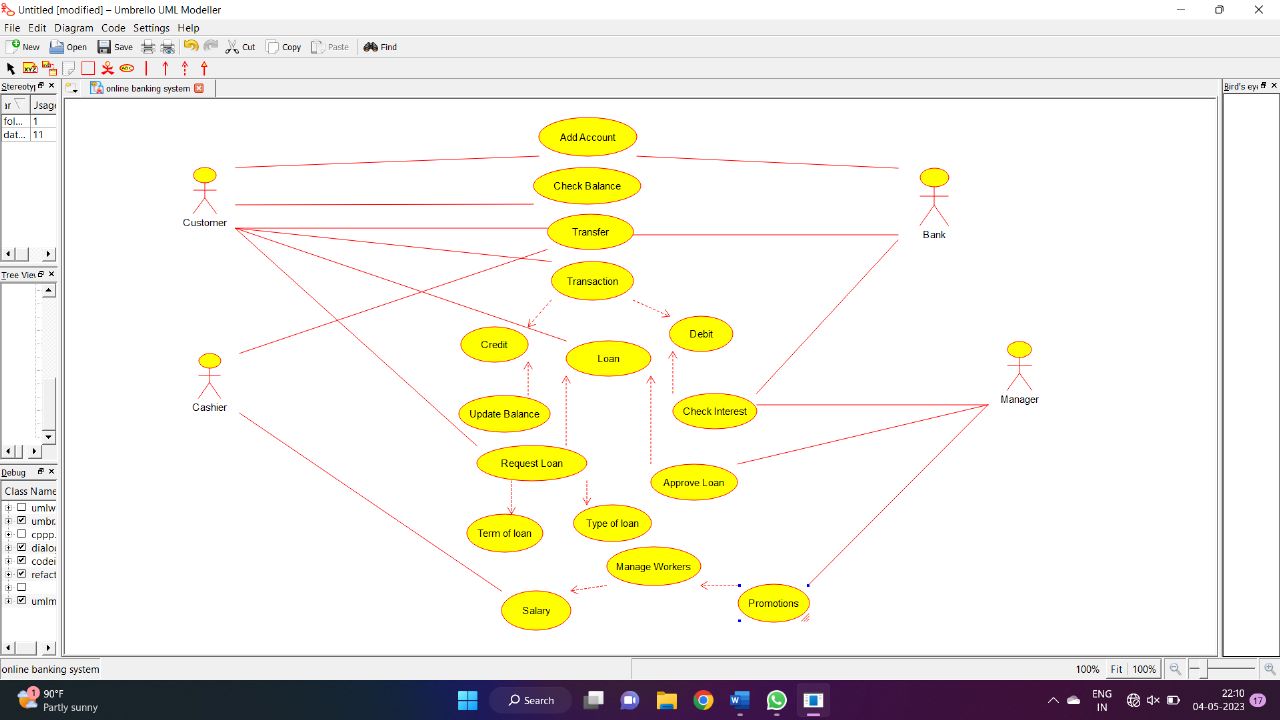 Untitled [modified] – Umbrello UML Modeller
File Edit Diagram Code Settings Help
New Open Save Cut Copy Paste Find
Stereotyp
online banking system
Bird's eye
Usage
fol... 1
dat... 11
Add Account
Check Balance
Customer
Transfer
Bank
Tree View
Transaction
Debit
Credit
Loan
Cashier
Manager
Update Balance
Check Interest
Request Loan
Debug
Approve Loan
Class Name
umlw
umbr.
Type of loan
cppp.
Term of loan
dialo
codei
Manage Workers
refact
umlm
Promotions
Salary
online banking system
100% Fit 100%
1
90°F
Partly sunny
Search
ENG
IN
22:10
04-05-2023
17